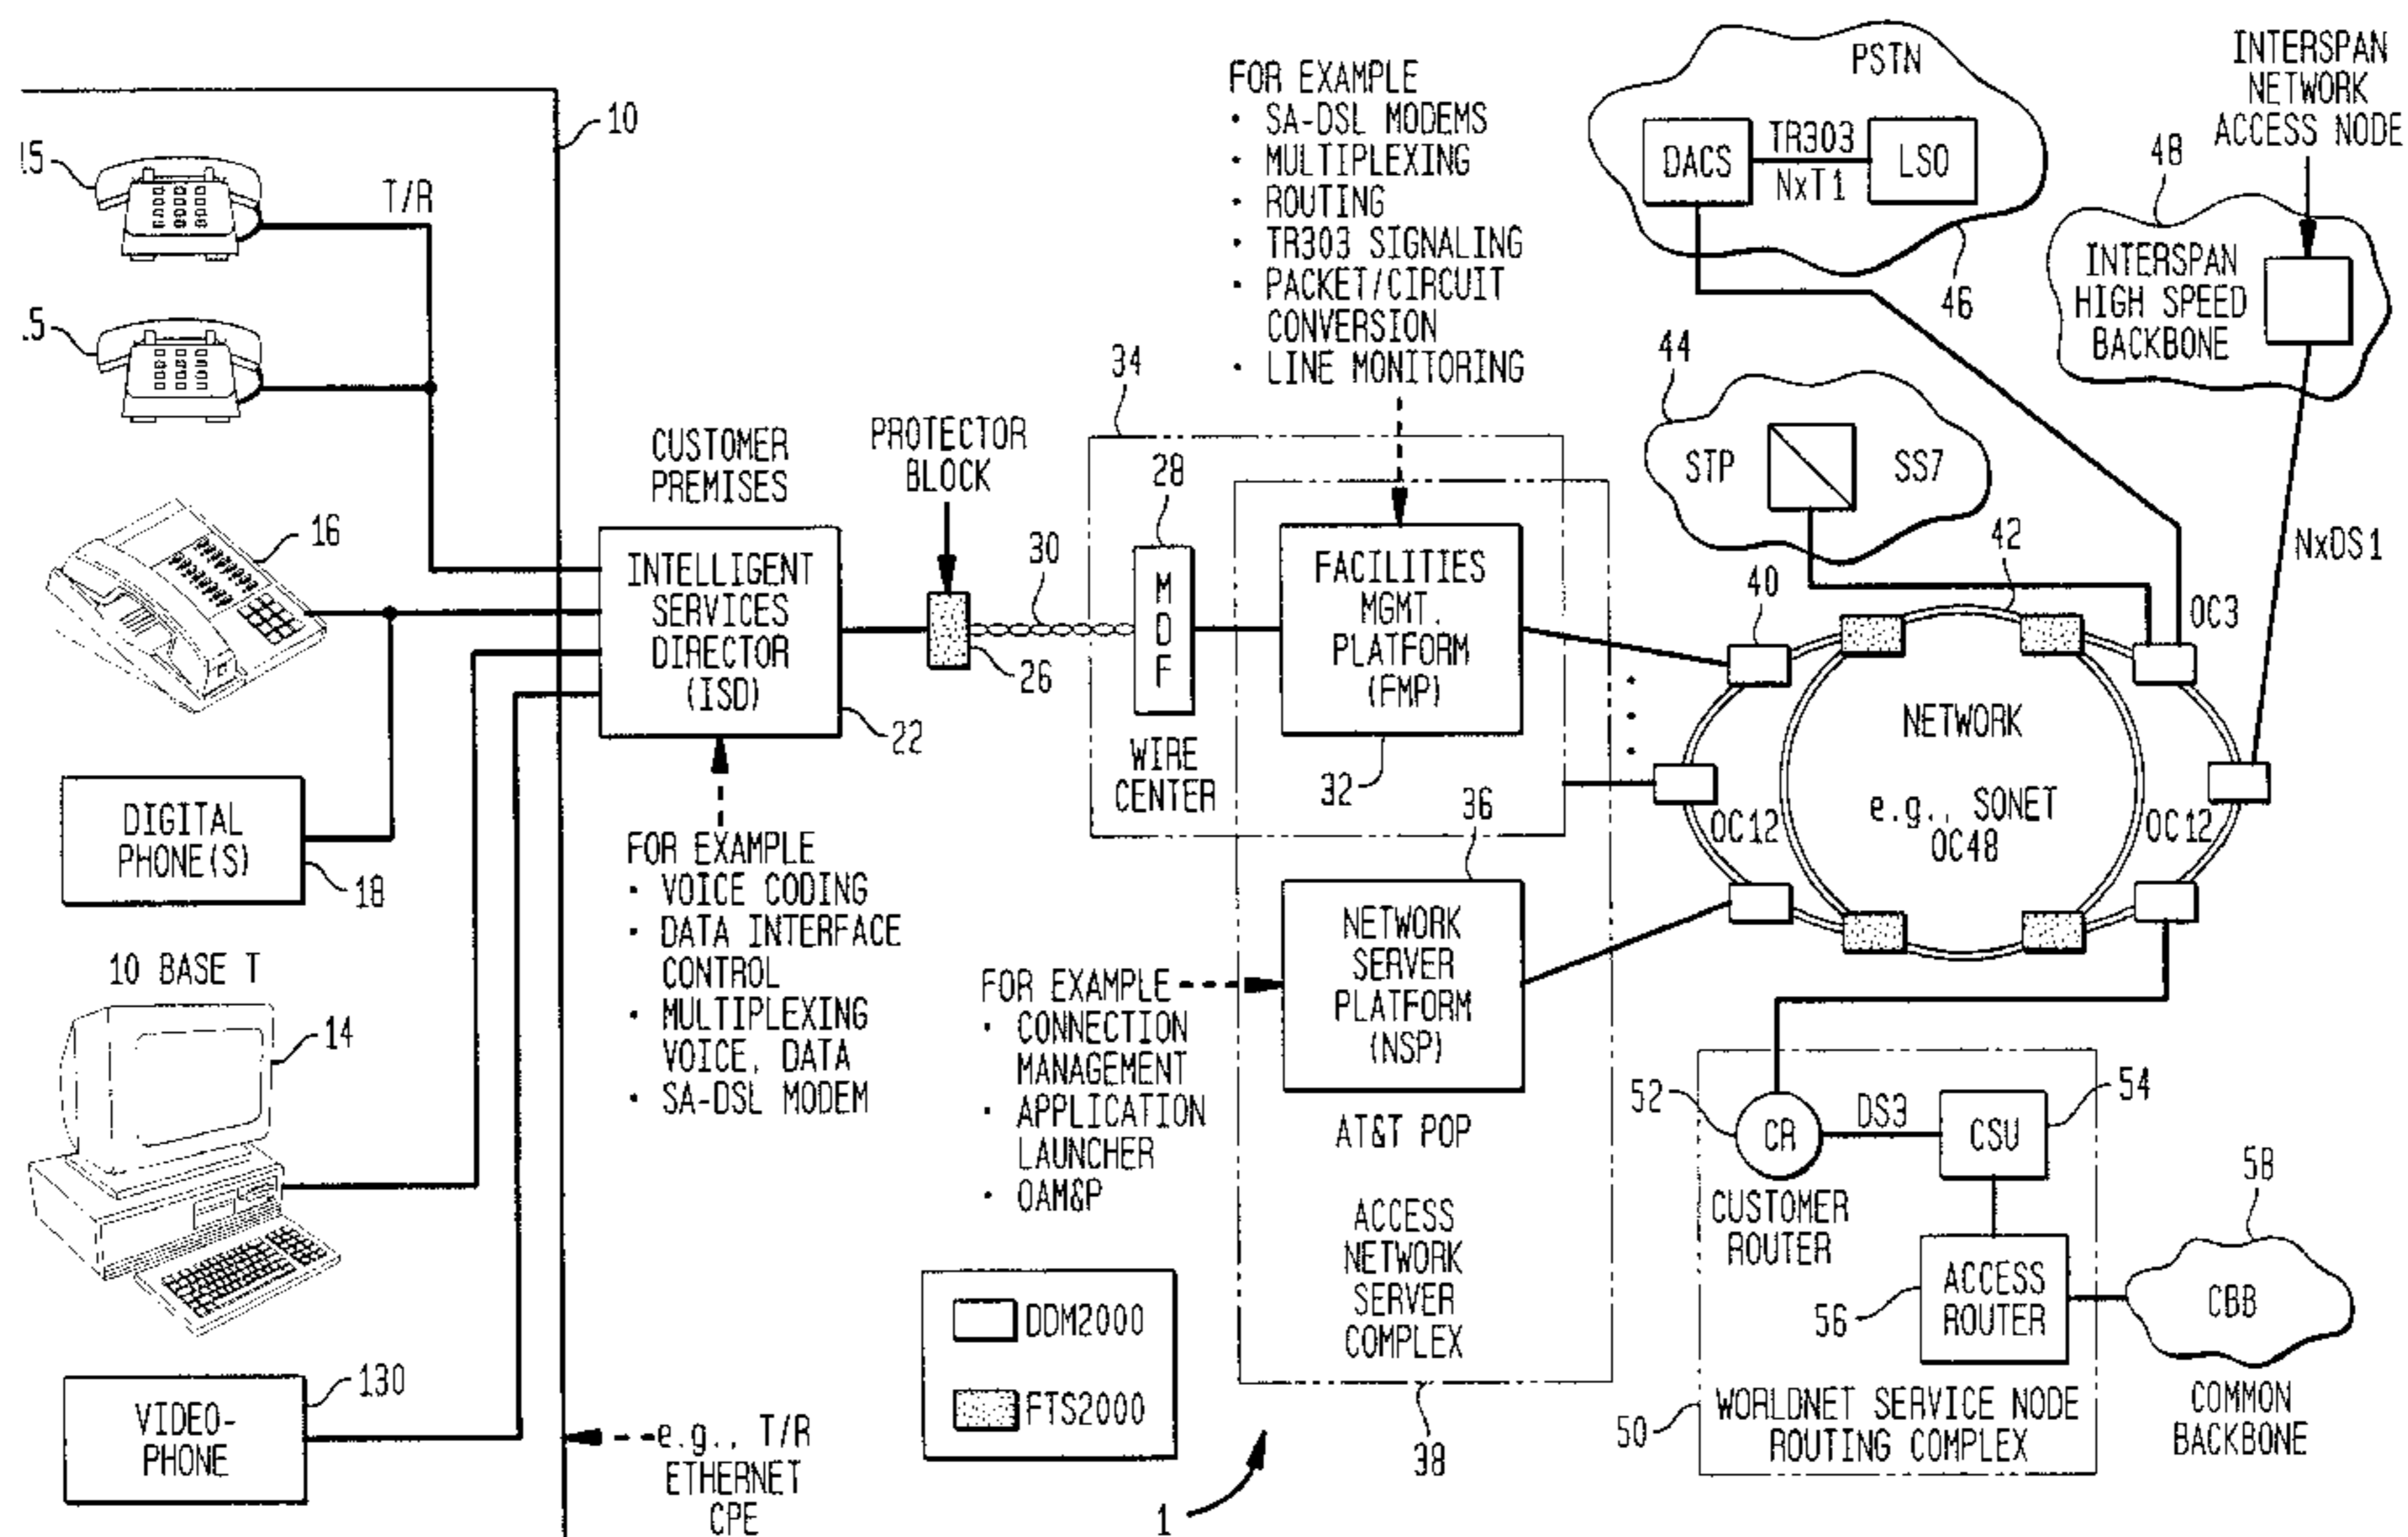 10
15
T/R
16
DIGITAL
PHONE(S)
18
10 BASE T
14
VIDEO-
PHONE
130
e.g., T/R
ETHERNET
CPE
CUSTOMER
PREMISES
INTELLIGENT
SERVICES
DIRECTOR
(ISD)
22
FOR EXAMPLE
• VOICE CODING
• DATA INTERFACE
CONTROL
• MULTIPLEXING
VOICE, DATA
• SA-DSL MODEM
PROTECTOR
BLOCK
26
30
34
28
MDF
WIRE
CENTER
FOR EXAMPLE
• SA-DSL MODEMS
• MULTIPLEXING
• ROUTING
• TR303 SIGNALING
• PACKET/CIRCUIT
CONVERSION
• LINE MONITORING
FACILITIES
MGMT.
PLATFORM
(FMP)
32
36
NETWORK
SERVER
PLATFORM
(NSP)
FOR EXAMPLE
• CONNECTION
MANAGEMENT
• APPLICATION
LAUNCHER
• OAM&P
AT&T POP
ACCESS
NETWORK
SERVER
COMPLEX
38
DDM2000
FTS2000
1
PSTN
DACS
TR303
NxT1
LSO
46
INTERSPAN
NETWORK
ACCESS NODE
48
INTERSPAN
HIGH SPEED
BACKBONE
44
STP
SS7
NxDS1
40
42
OC3
NETWORK
e.g., SONET
OC48
OC12
OC12
52
CR
DS3
CSU
54
CUSTOMER
ROUTER
ACCESS
ROUTER
56
58
CBB
COMMON
BACKBONE
50
WORLDNET SERVICE NODE
ROUTING COMPLEX